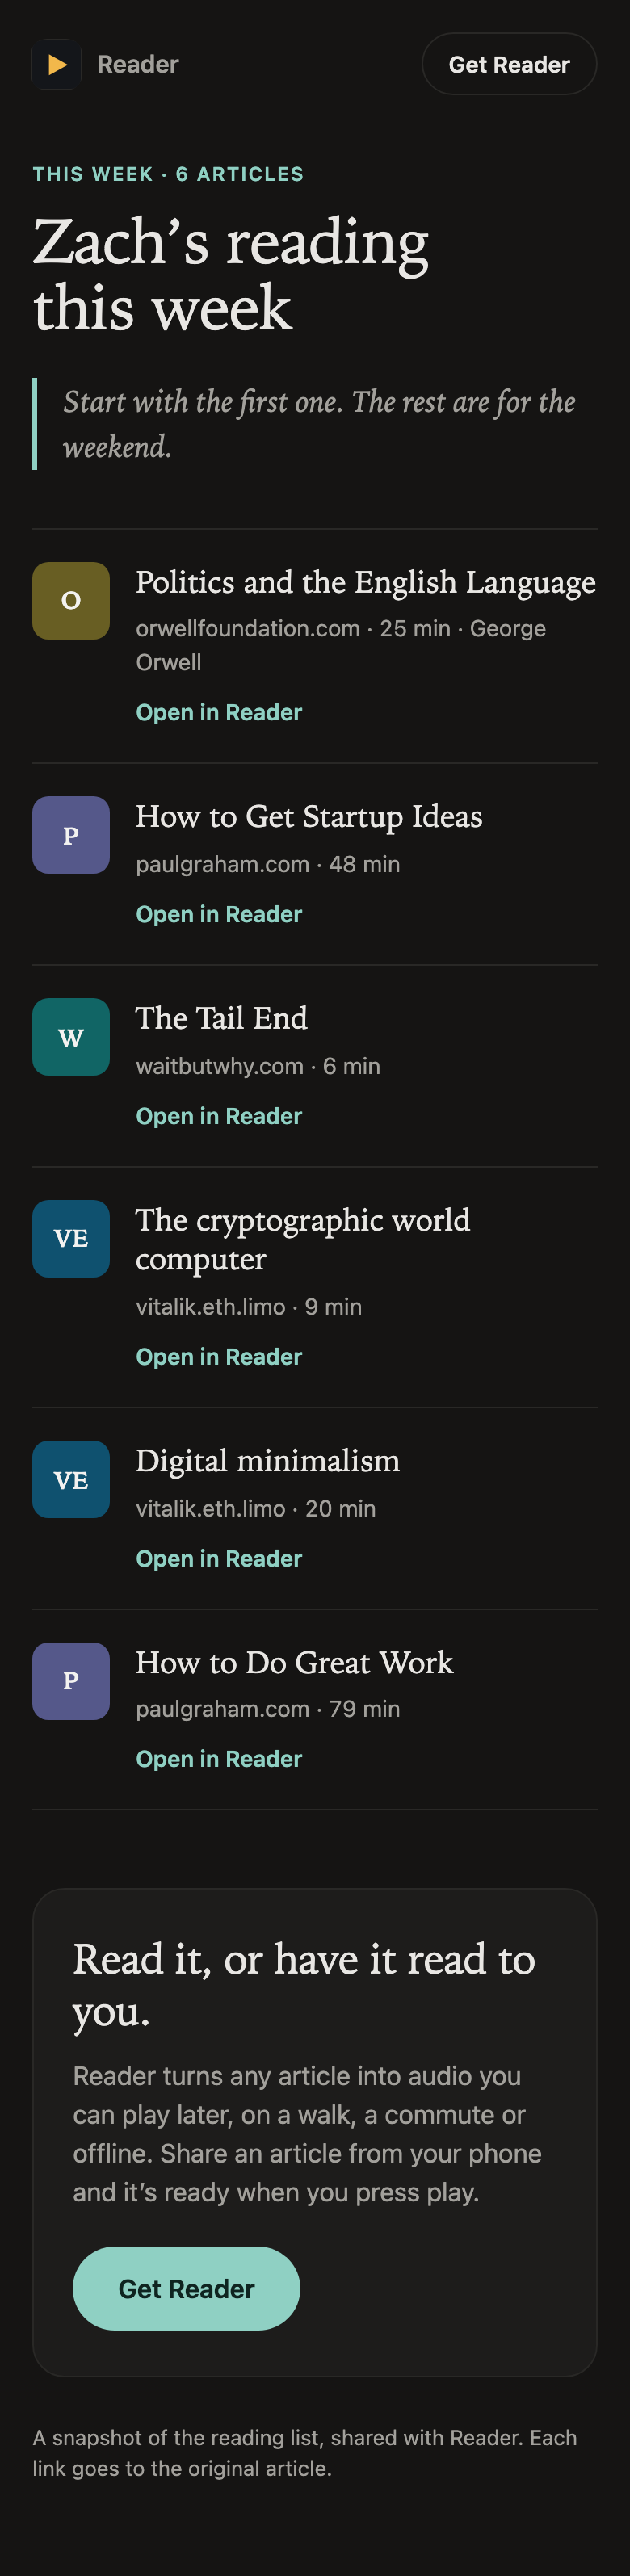 Reader
Get Reader
THIS WEEK · 6 ARTICLES
Zach’s reading
this week
Start with the first one. The rest are for the
weekend.
O
Politics and the English Language
orwellfoundation.com · 25 min · George
Orwell
Open in Reader
P
How to Get Startup Ideas
paulgraham.com · 48 min
Open in Reader
W
The Tail End
waitbutwhy.com · 6 min
Open in Reader
VE
The cryptographic world
computer
vitalik.eth.limo · 9 min
Open in Reader
VE
Digital minimalism
vitalik.eth.limo · 20 min
Open in Reader
P
How to Do Great Work
paulgraham.com · 79 min
Open in Reader
Read it, or have it read to
you.
Reader turns any article into audio you
can play later, on a walk, a commute or
offline. Share an article from your phone
and it’s ready when you press play.
Get Reader
A snapshot of the reading list, shared with Reader. Each
link goes to the original article.